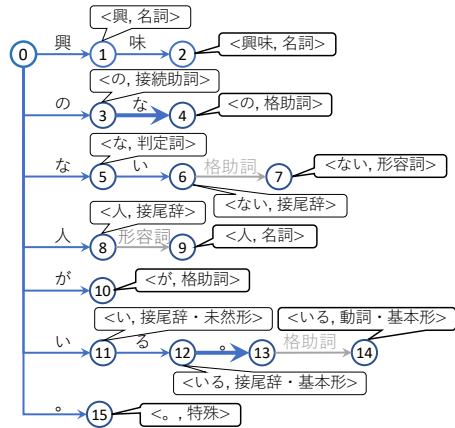 <興, 名詞>
0 興 1 味 2 <興味, 名詞>
<の, 接続助詞>
の 3 な 4 <の, 格助詞>
<な, 判定詞>
な 5 い 6 格助詞 7 <ない, 形容詞>
<ない, 接尾辞>
<人, 接尾辞>
人 8 形容詞 9 <人, 名詞>
が 10 <が, 格助詞>
<い, 接尾辞・未然形> <いる, 動詞・基本形>
い 11 る 12 。 13 格助詞 14
<いる, 接尾辞・基本形>
。 15 <。, 特殊>